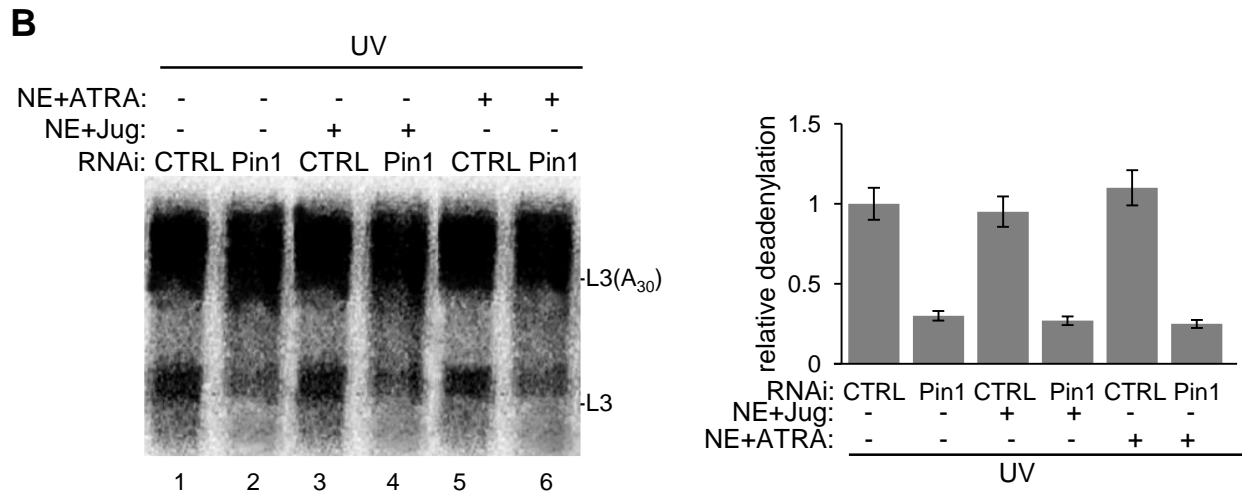 B
UV
NE+ATRA: - - - - + +
NE+Jug: - - + + - -
RNAi: CTRL Pin1 CTRL Pin1 CTRL Pin1
-L3(A30)
-L3
1 2 3 4 5 6
relative deadenylation
1.5
1
0.5
0
RNAi: CTRL Pin1 CTRL Pin1 CTRL Pin1
NE+Jug: - - + + - -
NE+ATRA: - - - - + +
UV